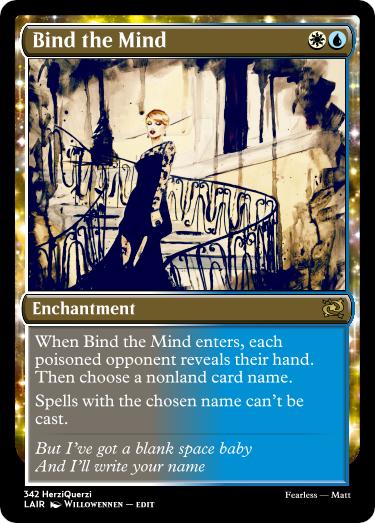 Bind the Mind
Enchantment
When Bind the Mind enters, each
poisoned opponent reveals their hand.
Then choose a nonland card name.
Spells with the chosen name can't be
cast.
But I've got a blank space baby
And I'll write your name
342 HerziQuerzi
LAIR Willowennen — edit
Fearless — Matt